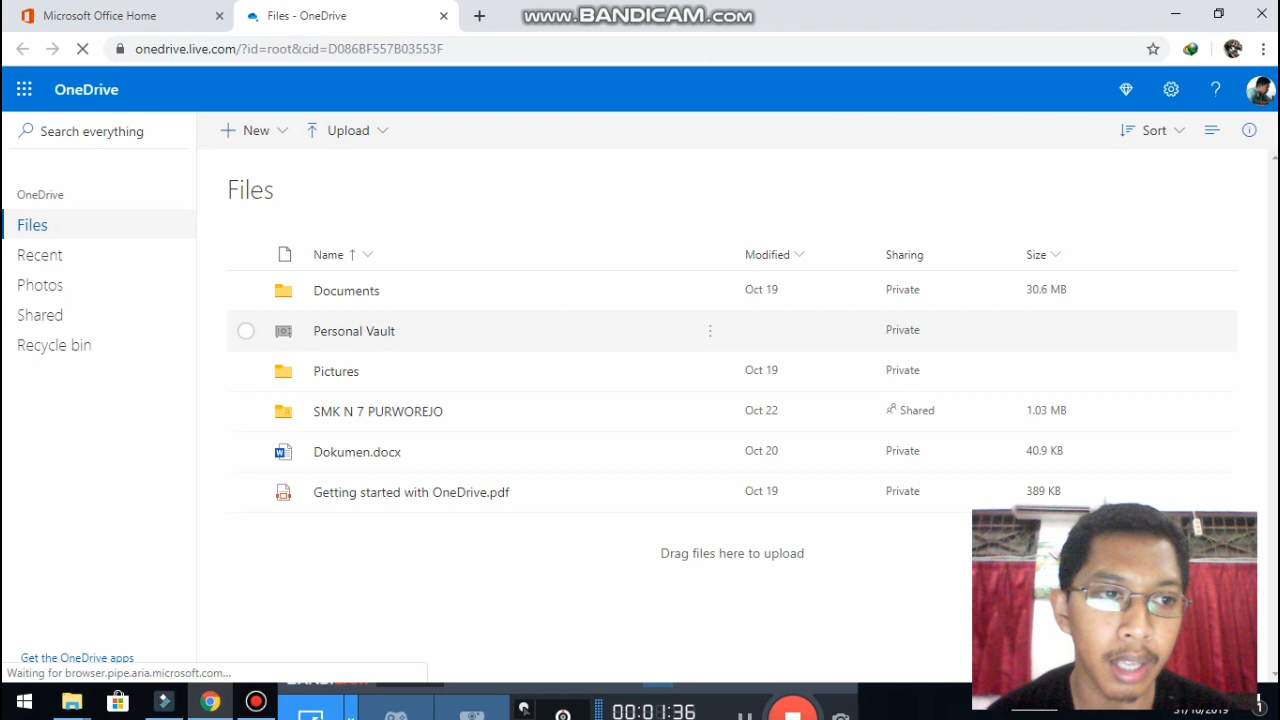 Microsoft Office Home
Files - OneDrive
www.BANDICAM.com
onedrive.live.com/?id=root&cid=D086BF557B03553F
OneDrive
Search everything
New
Upload
Sort
OneDrive
Files
Recent
Photos
Shared
Recycle bin
Files
Name Modified Sharing Size
Documents Oct 19 Private 30.6 MB
Personal Vault Private
Pictures Oct 19 Private
SMK N 7 PURWOREJO Oct 22 Shared 1.03 MB
Dokumen.docx Oct 20 Private 40.9 KB
Getting started with OneDrive.pdf Oct 19 Private 389 KB
Drag files here to upload
Get the OneDrive apps
Waiting for browser.pipe.aria.microsoft.com...
00:01:36
31/10/2019